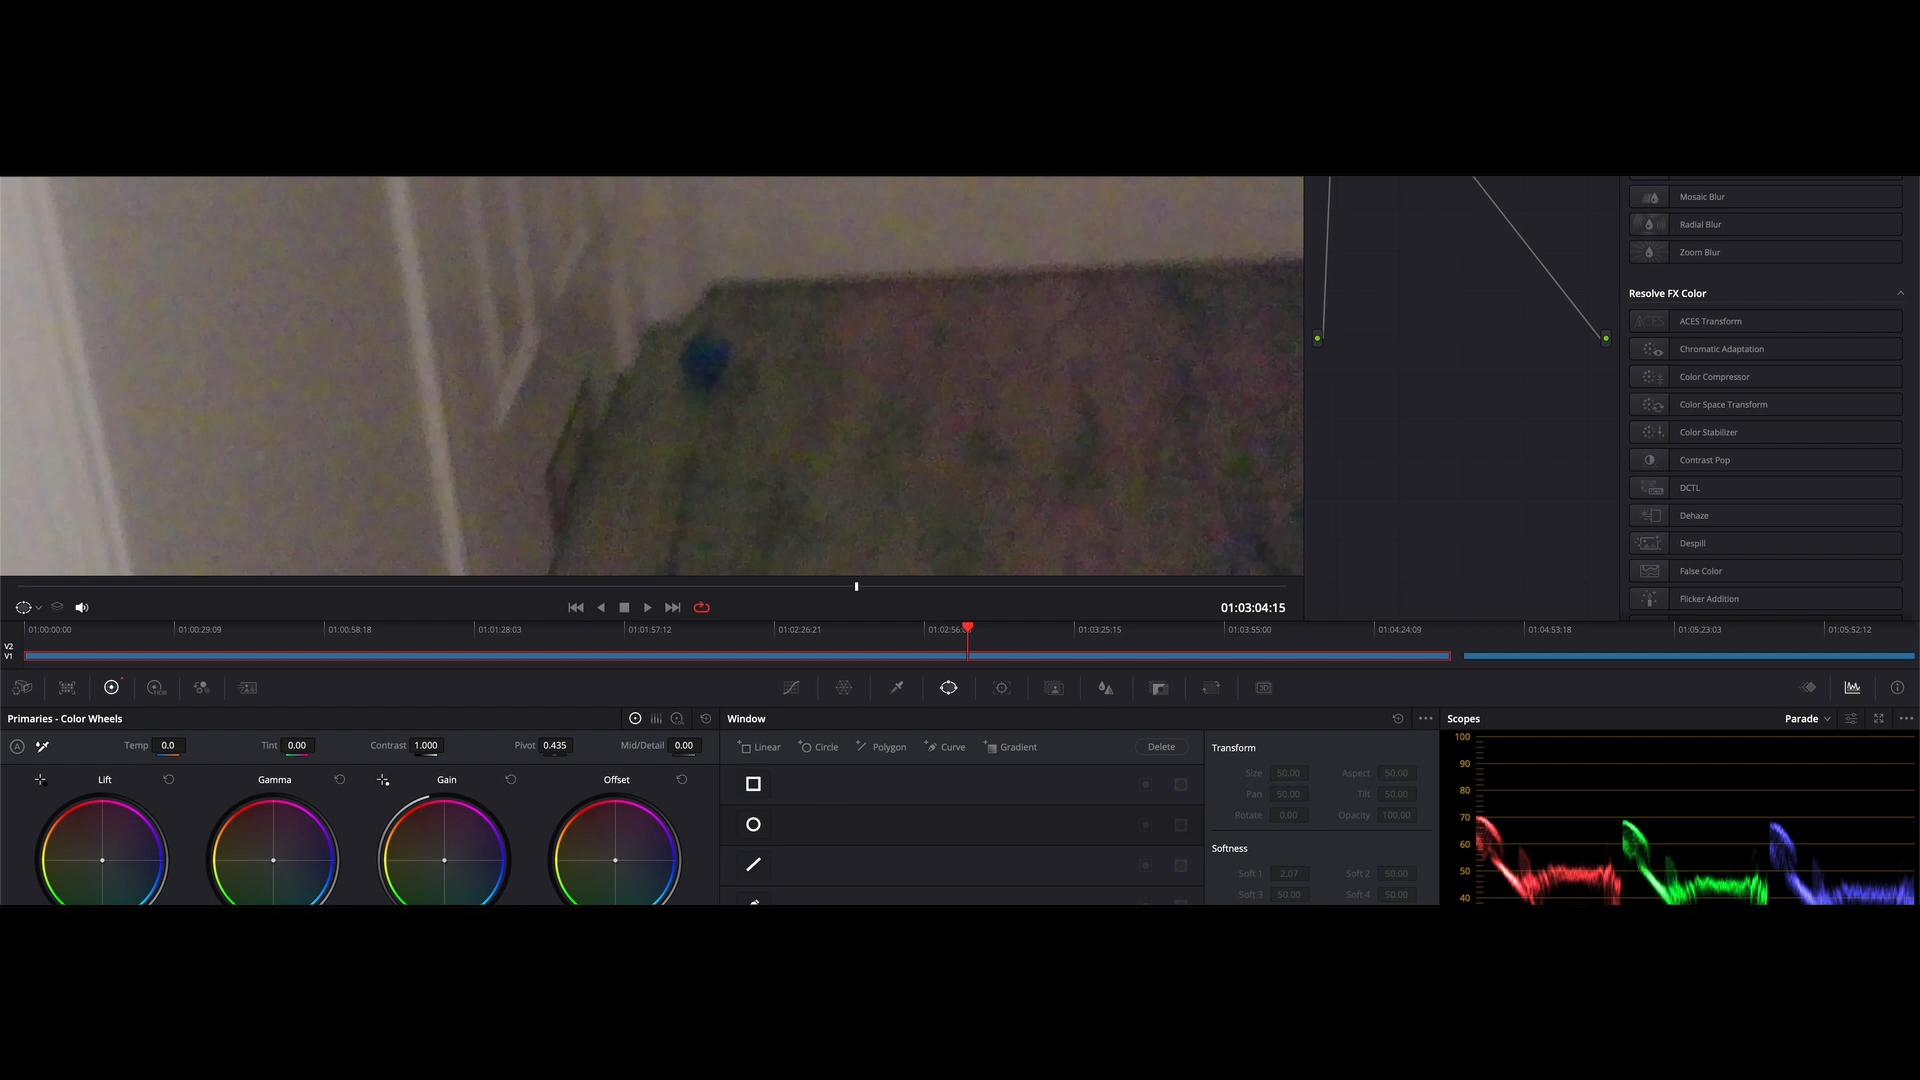 Mosaic Blur
Radial Blur
Zoom Blur
Resolve FX Color
ACES ACES Transform
Chromatic Adaptation
Color Compressor
Color Space Transform
Color Stabilizer
Contrast Pop
DCTL
Dehaze
Despill
False Color
Flicker Addition
01:03:04:15
01:00:00:00 01:00:29:09 01:00:58:18 01:01:28:03 01:01:57:12 01:02:26:21 01:02:56: 01:03:25:15 01:03:55:00 01:04:24:09 01:04:53:18 01:05:23:03 01:05:52:12
V2
V1
HDR
3D
Primaries - Color Wheels
Window
Scopes Parade
A Temp 0.0 Tint 0.00 Contrast 1.000 Pivot 0.435 Mid/Detail 0.00
Linear Circle Polygon Curve Gradient Delete
Lift Gamma Gain Offset
Transform
Size 50.00 Aspect 50.00
Pan 50.00 Tilt 50.00
Rotate 0.00 Opacity 100.00
Softness
Soft 1 2.07 Soft 2 50.00
Soft 3 50.00 Soft 4 50.00
100
90
80
70
60
50
40